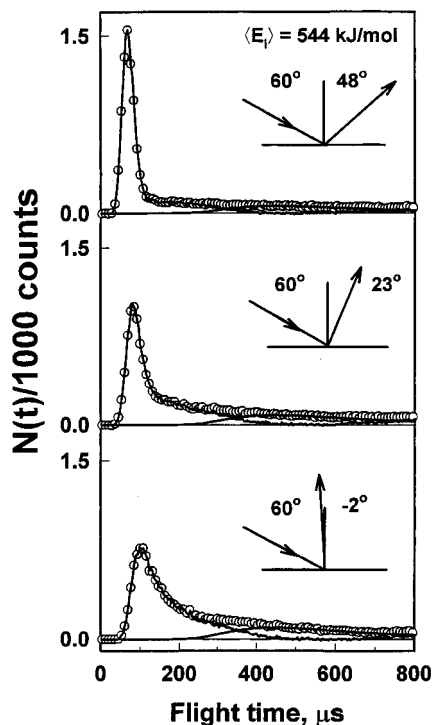 1.5
⟨Eᵢ⟩ = 544 kJ/mol
60° 48°
0.0
1.5
60° 23°
0.0
1.5
60° -2°
0.0
0 200 400 600 800
N(t)/1000 counts
Flight time, μs